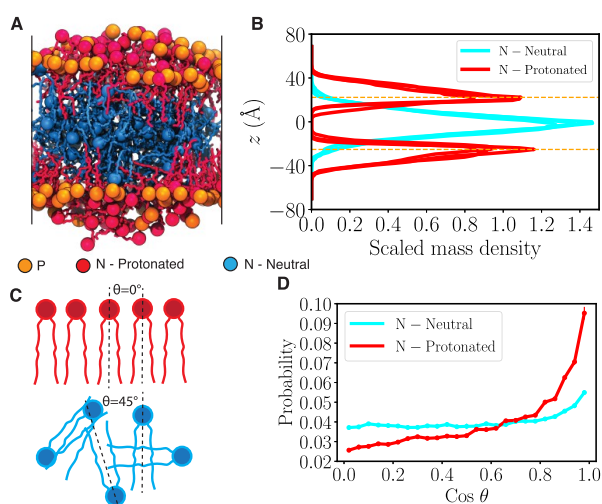 A
P
N - Protonated
N - Neutral
B
80
40
0
−40
−80
z (Å)
N − Neutral
N − Protonated
0.0 0.2 0.4 0.6 0.8 1.0 1.2 1.4
Scaled mass density
C
θ=0°
θ=45°
D
0.10
0.09
0.08
0.07
0.06
0.05
0.04
0.03
0.02
Probability
N − Neutral
N − Protonated
0.0 0.2 0.4 0.6 0.8 1.0
Cos θ